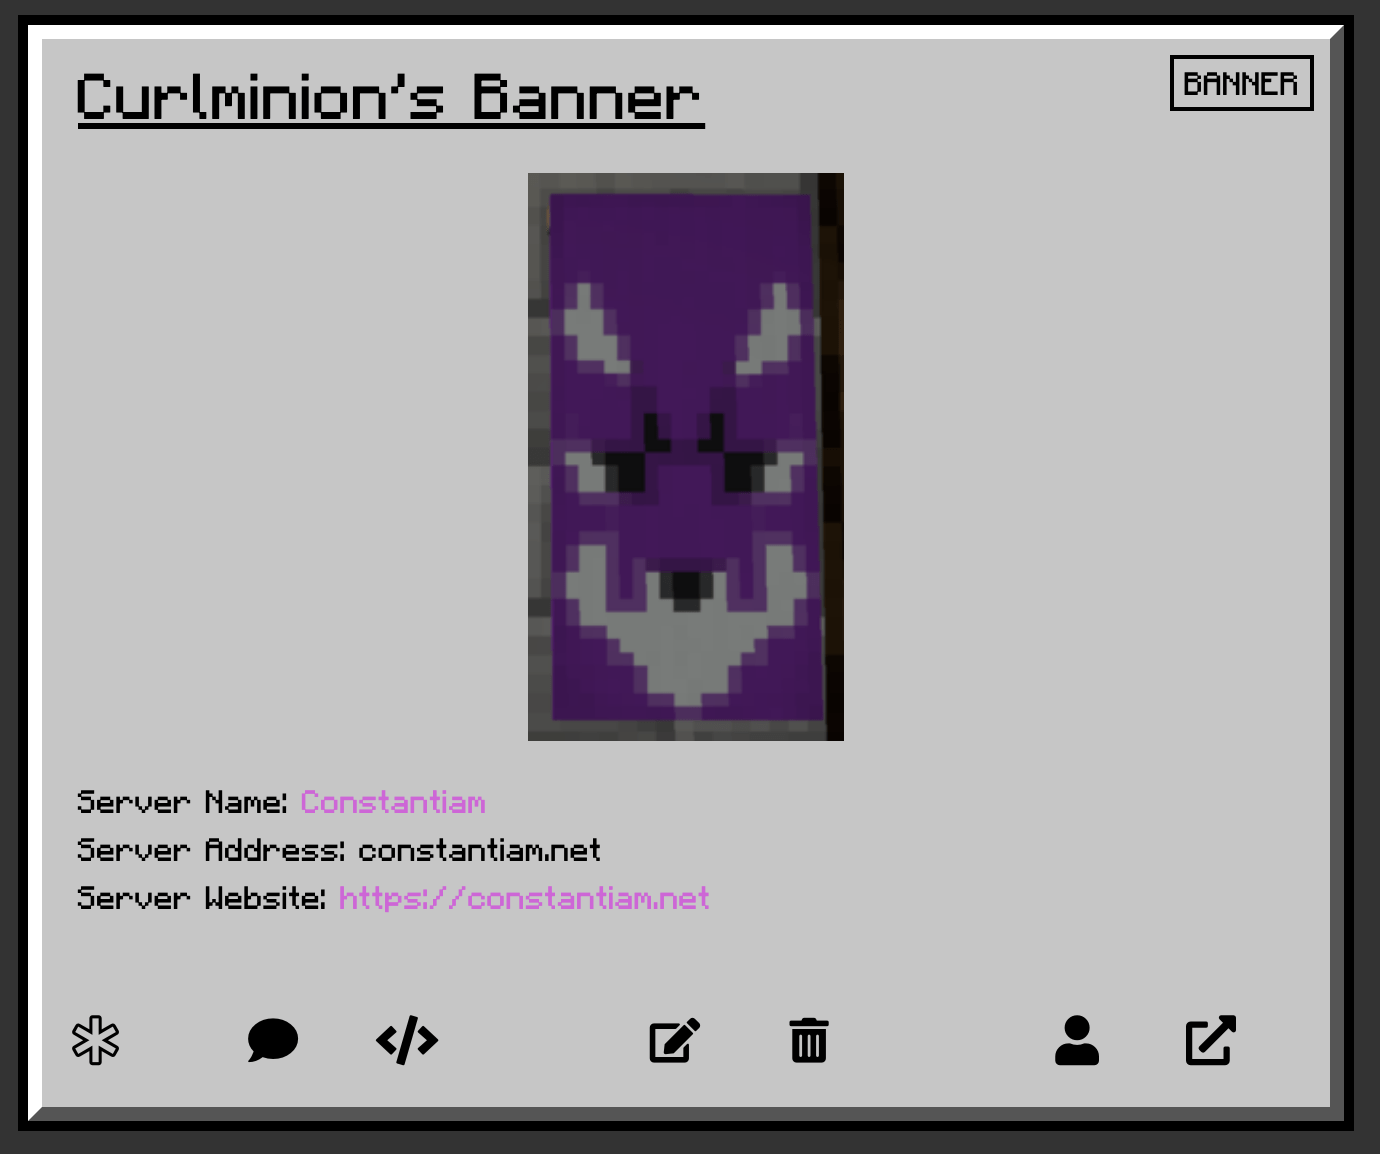 Curlminion's Banner
BANNER
Server Name: Constantiam
Server Address: constantiam.net
Server Website: https://constantiam.net